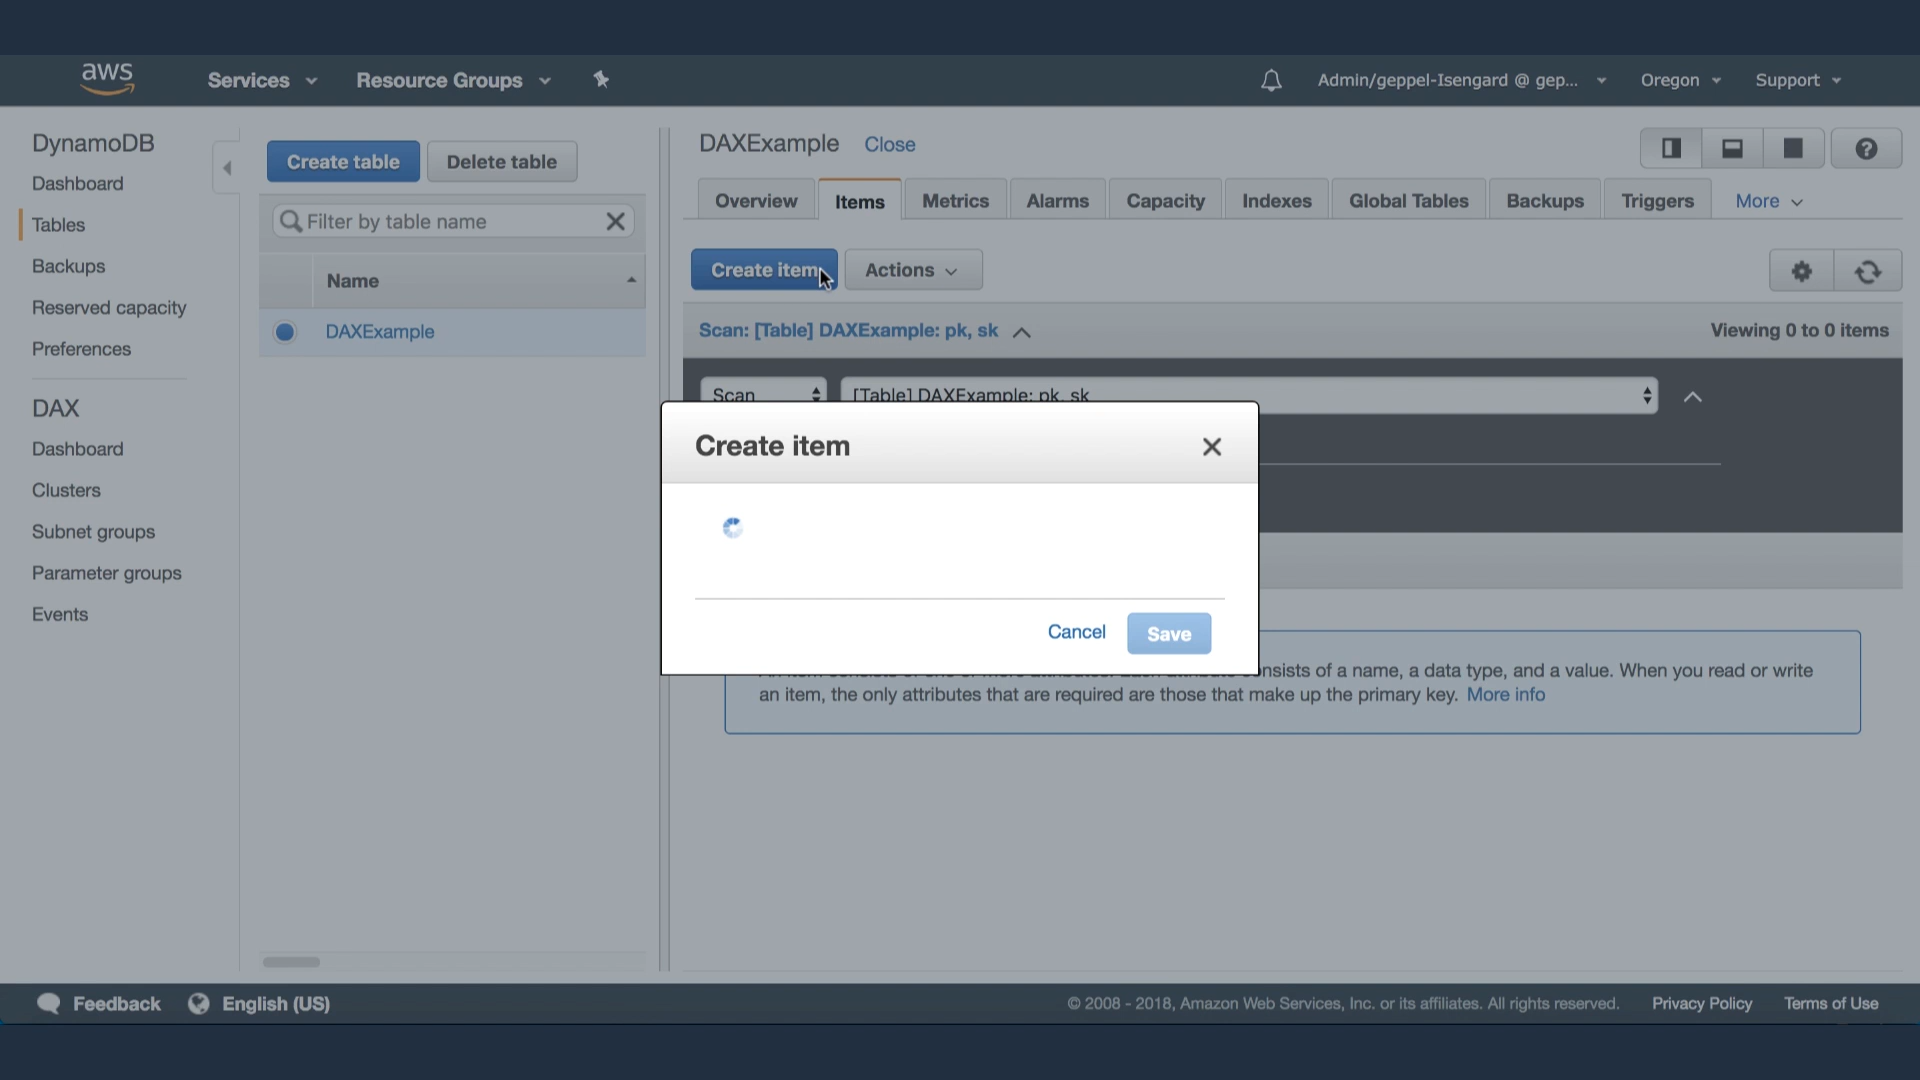 aws
Services
Resource Groups
Admin/geppel-Isengard @ gep...
Oregon
Support
DynamoDB
Dashboard
Tables
Backups
Reserved capacity
Preferences
DAX
Dashboard
Clusters
Subnet groups
Parameter groups
Events
Create table
Delete table
Filter by table name
Name
DAXExample
DAXExample Close
Overview
Items
Metrics
Alarms
Capacity
Indexes
Global Tables
Backups
Triggers
More
Create item
Actions
Scan: [Table] DAXExample: pk, sk
Viewing 0 to 0 items
Scan
[Table] DAXExample: pk, sk
Create item
Cancel
Save
onsists of a name, a data type, and a value. When you read or write
an item, the only attributes that are required are those that make up the primary key. More info
Feedback
English (US)
© 2008 - 2018, Amazon Web Services, Inc. or its affiliates. All rights reserved.
Privacy Policy
Terms of Use